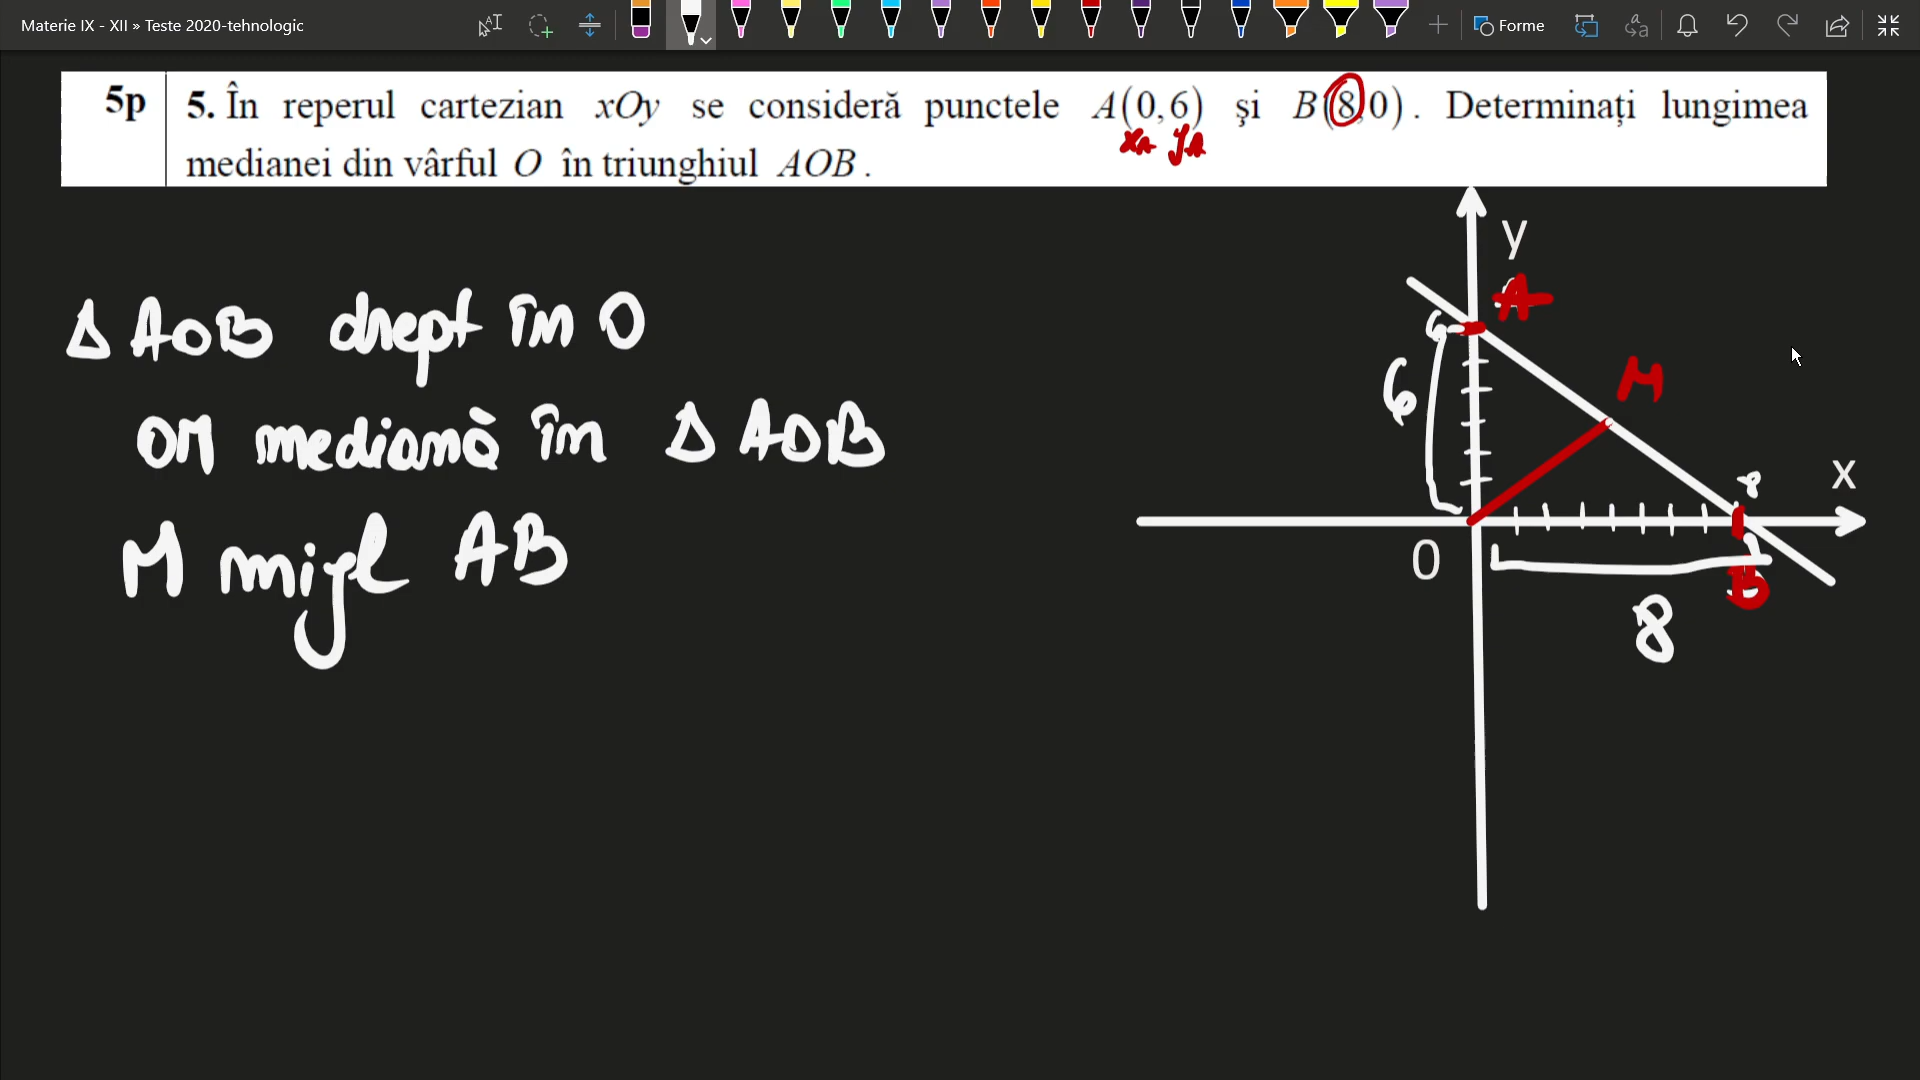 Materie IX - XII » Teste 2020-tehnologic
Forme
5p 5. În reperul cartezian xOy se consideră punctele A(0,6) şi B(8,0). Determinați lungimea
medianei din vârful O în triunghiul AOB.
xA yA
y
A
6
6
M
8
x
O
B
8
Δ AOB drept în O
OM mediană în Δ AOB
M mijl AB